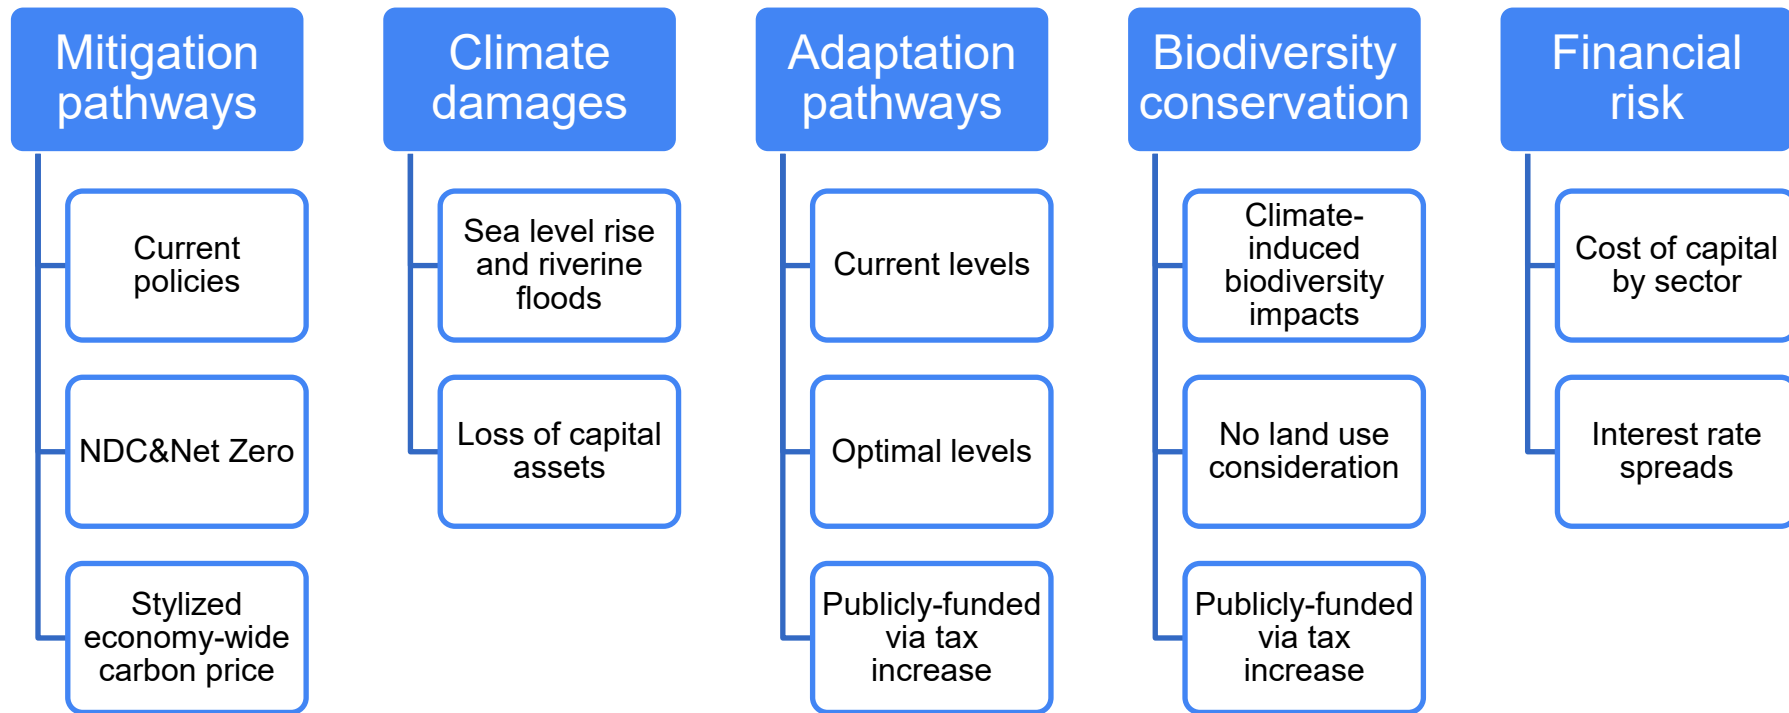 Mitigation
pathways
Current
policies
NDC&Net Zero
Stylized
economy-wide
carbon price
Climate
damages
Sea level rise
and riverine
floods
Loss of capital
assets
Adaptation
pathways
Current levels
Optimal levels
Publicly-funded
via tax
increase
Biodiversity
conservation
Climate-
induced
biodiversity
impacts
No land use
consideration
Publicly-funded
via tax
increase
Financial
risk
Cost of capital
by sector
Interest rate
spreads